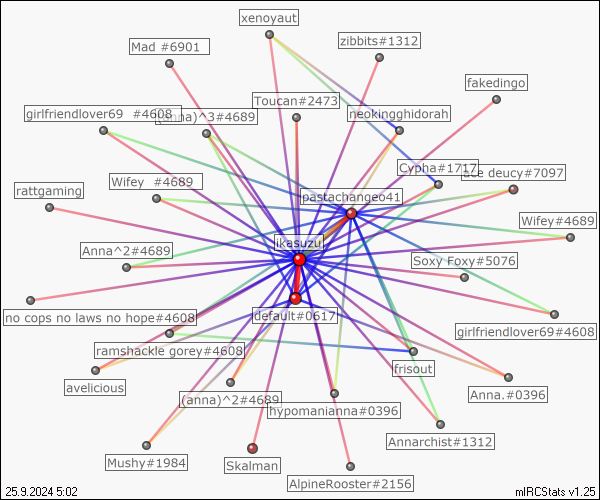 xenoyaut
zibbits#1312
Mad #6901
fakedingo
Toucan#2473
girlfriendlover69 #4608
(anna)^3#4689
neokingghidorah
Cypha#1717
ace deucy#7097
Wifey #4689
rattgaming
pastachangeo41
Wifey#4689
ikasuzu
Anna^2#4689
Soxy Foxy#5076
no cops no laws no hope#4608
default#0617
girlfriendlover69#4608
ramshackle gorey#4608
frisout
avelicious
(anna)^2#4689
hypomanianna#0396
Anna.#0396
Annarchist#1312
Mushy#1984
Skalman
AlpineRooster#2156
25.9.2024 5:02
mIRCStats v1.25